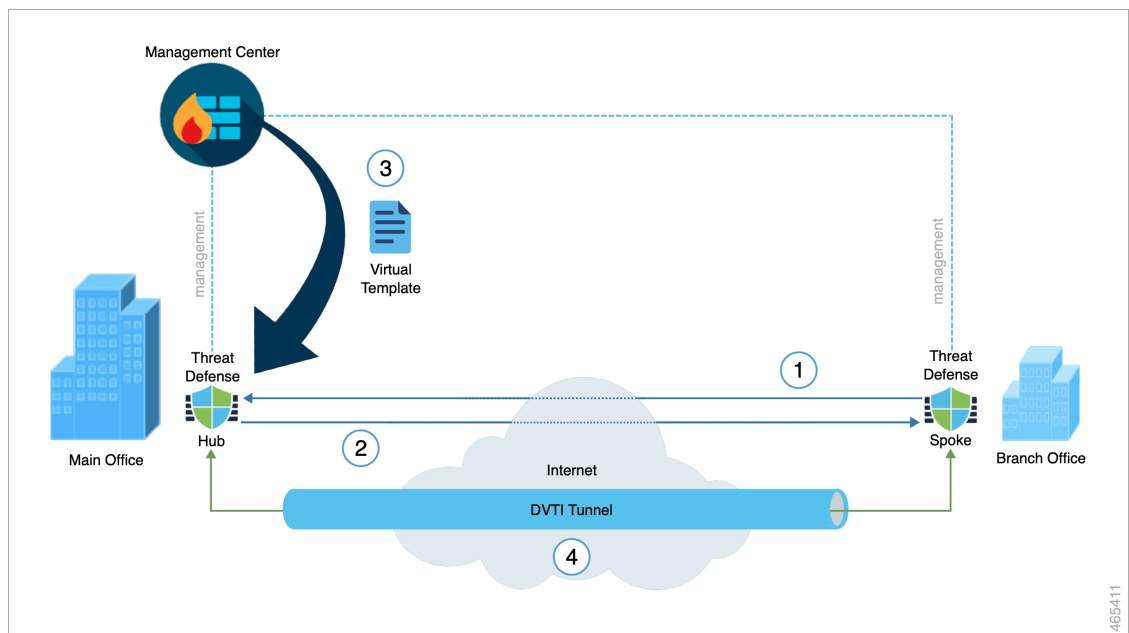 Management Center
3
Virtual
Template
management
management
Threat
Defense
Hub
Main Office
1
2
Threat
Defense
Spoke
Branch Office
Internet
DVTI Tunnel
4
465411